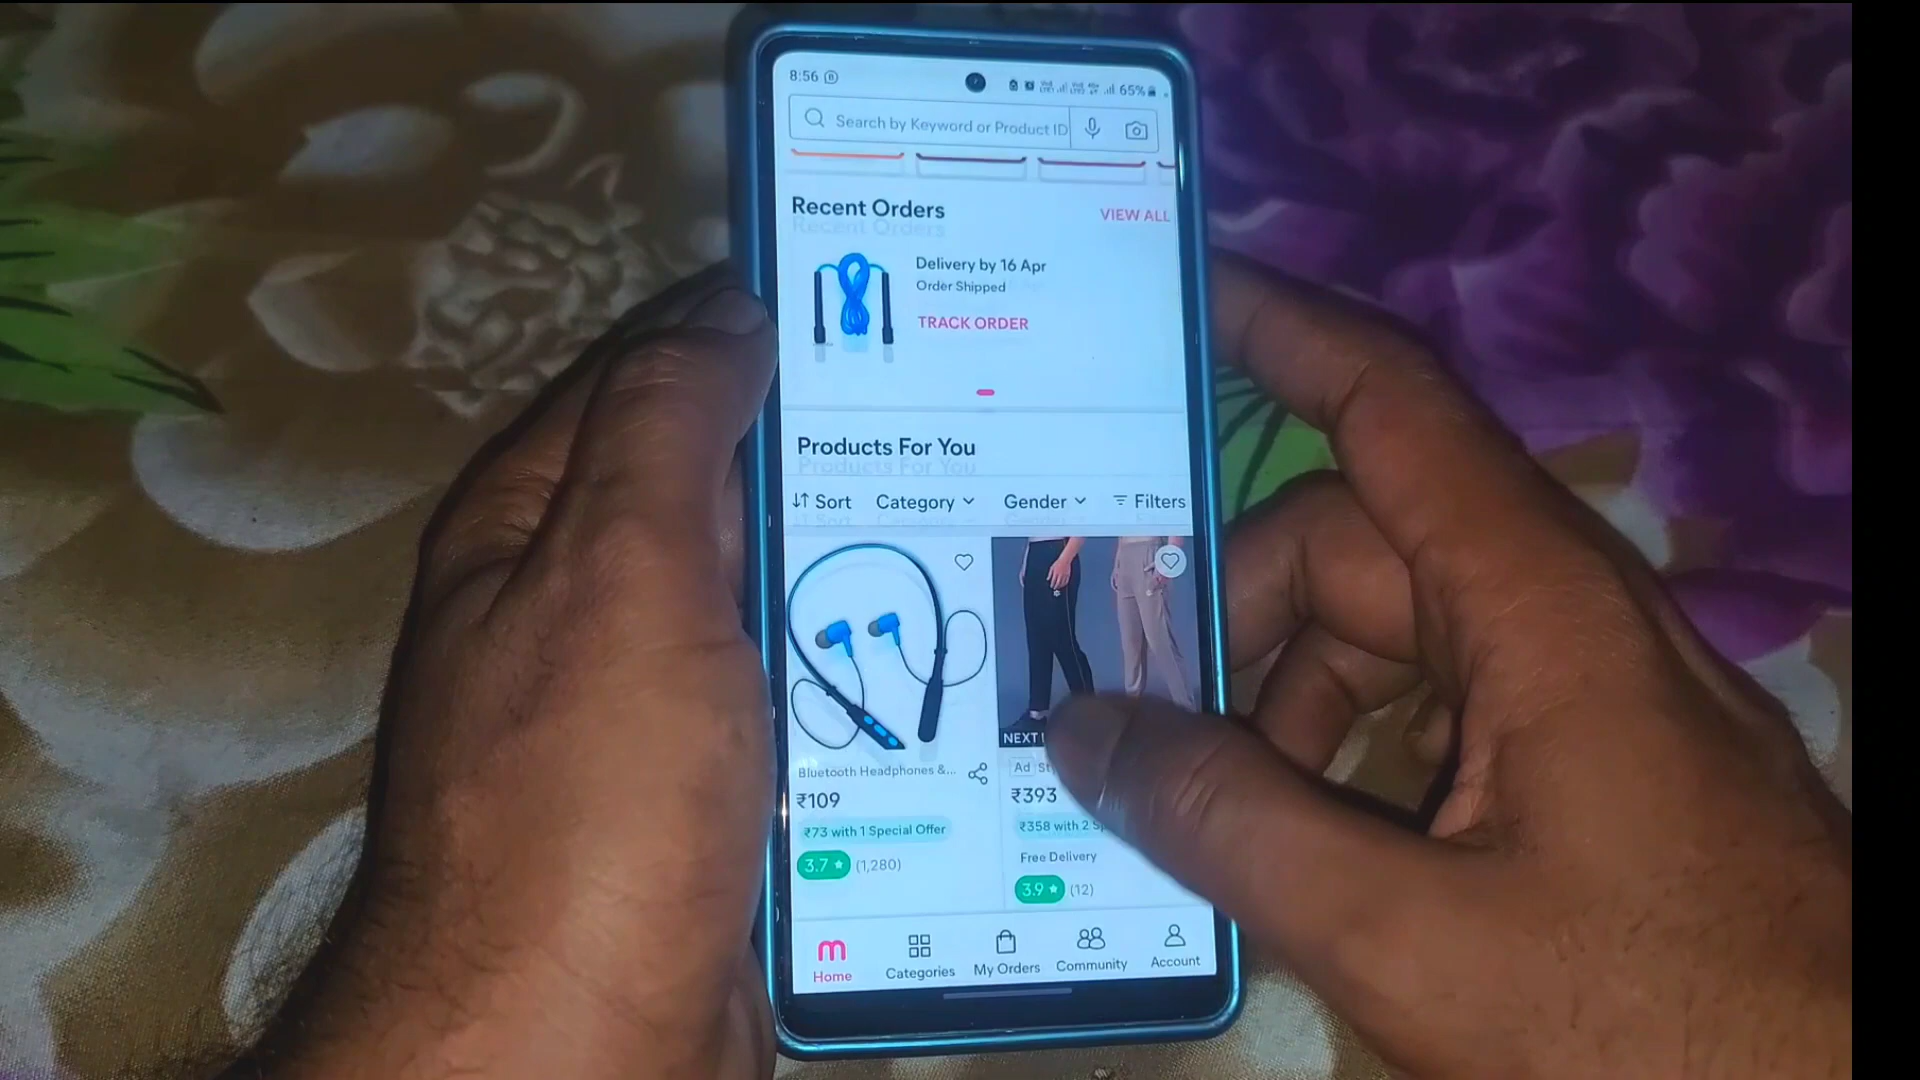 8:56
65%
Search by Keyword or Product ID
Recent Orders
VIEW ALL
Delivery by 16 Apr
Order Shipped
TRACK ORDER
Products For You
Sort
Category
Gender
Filters
Bluetooth Headphones &...
₹109
₹73 with 1 Special Offer
3.7 ★ (1,280)
NEXT
Ad
₹393
₹358 with 2
Free Delivery
3.9 ★ (12)
Home
Categories
My Orders
Community
Account